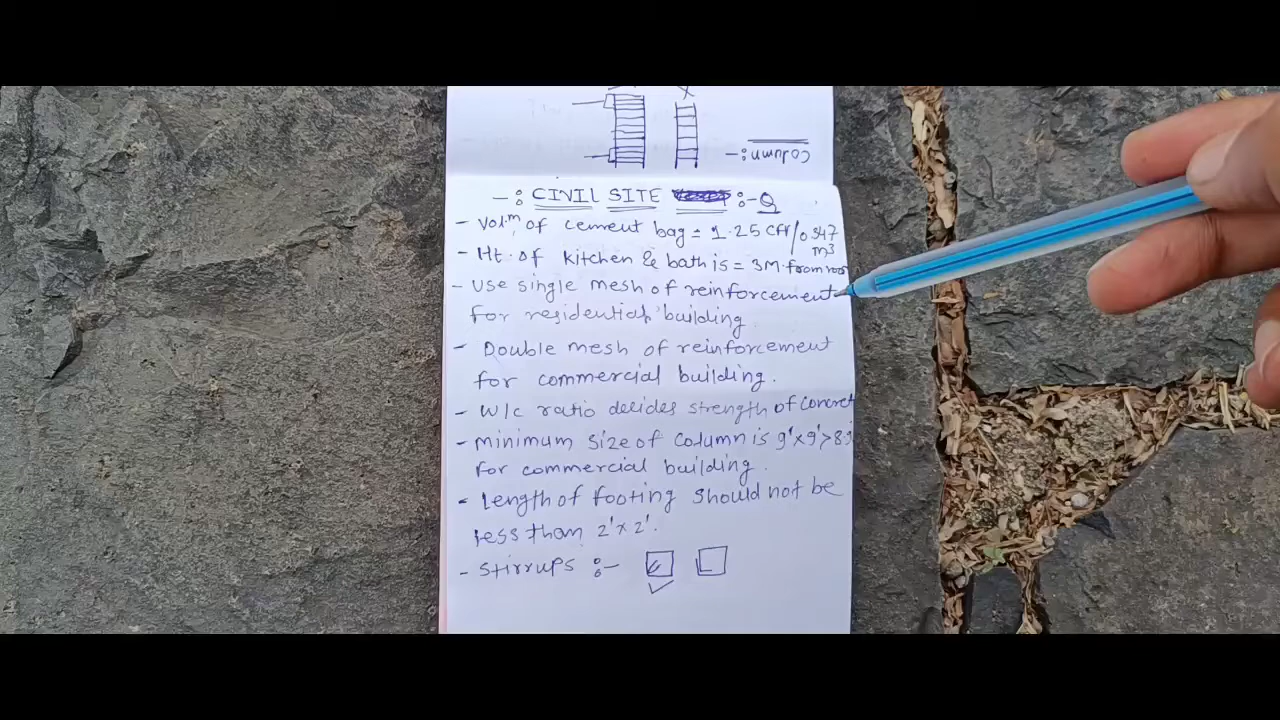 Column :-
-: CIVIL SITE :- Q
- Volm, of cement bag = 1.25 Cft/0.347 m3
- Ht. of kitchen & bath is = 3M. from roo
- Use single mesh of reinforcement
for residential building
- Double mesh of reinforcement
for commercial building.
- W/c ratio decides strength of concret
- minimum size of column is 9'x9'>8
for commercial building.
- Length of footing should not be
less than 2'x2'.
- Stirrups :-